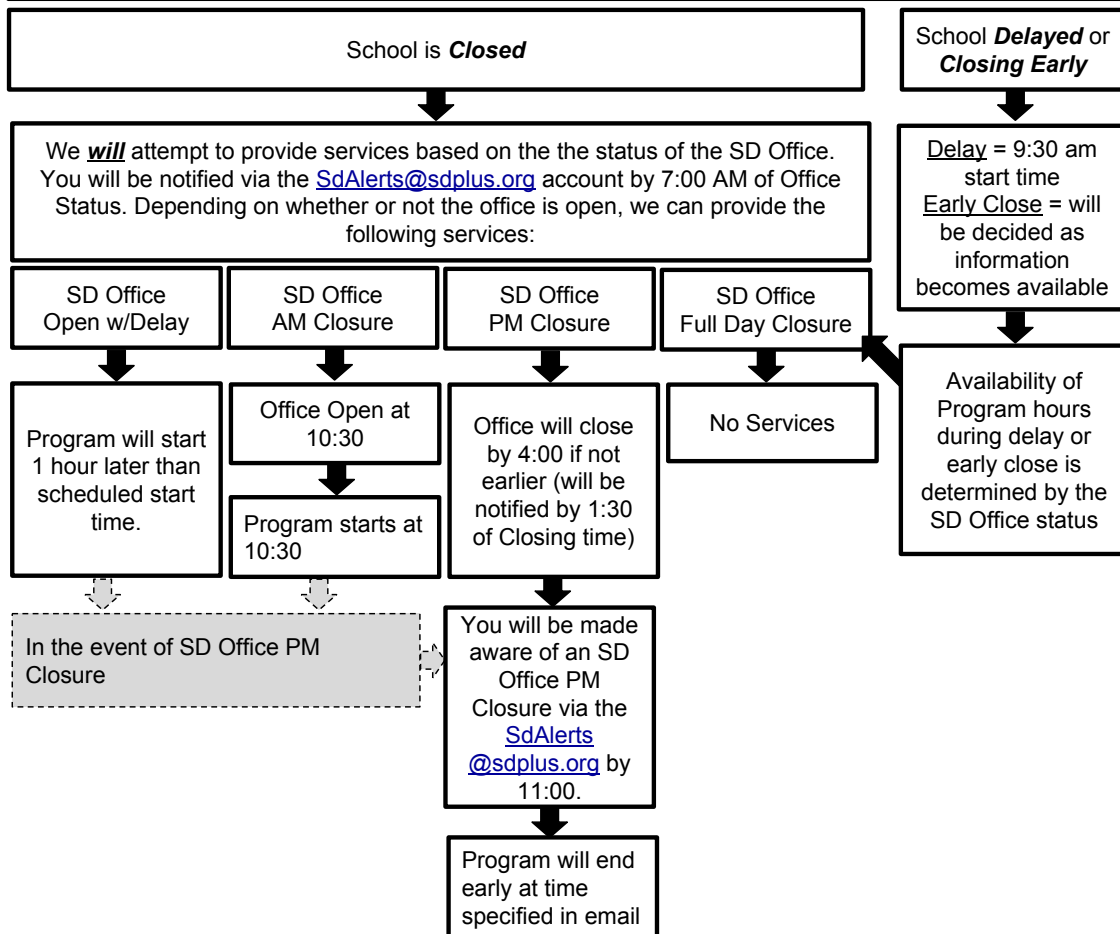 School is Closed
School Delayed or
Closing Early
We will attempt to provide services based on the the status of the SD Office.
You will be notified via the SdAlerts@sdplus.org account by 7:00 AM of Office
Status. Depending on whether or not the office is open, we can provide the
following services:
Delay = 9:30 am
start time
Early Close = will
be decided as
information
becomes available
SD Office
Open w/Delay
SD Office
AM Closure
SD Office
PM Closure
SD Office
Full Day Closure
Program will start
1 hour later than
scheduled start
time.
Office Open at
10:30
Program starts at
10:30
Office will close
by 4:00 if not
earlier (will be
notified by 1:30
of Closing time)
No Services
Availability of
Program hours
during delay or
early close is
determined by the
SD Office status
In the event of SD Office PM
Closure
You will be made
aware of an SD
Office PM
Closure via the
SdAlerts
@sdplus.org by
11:00.
Program will end
early at time
specified in email